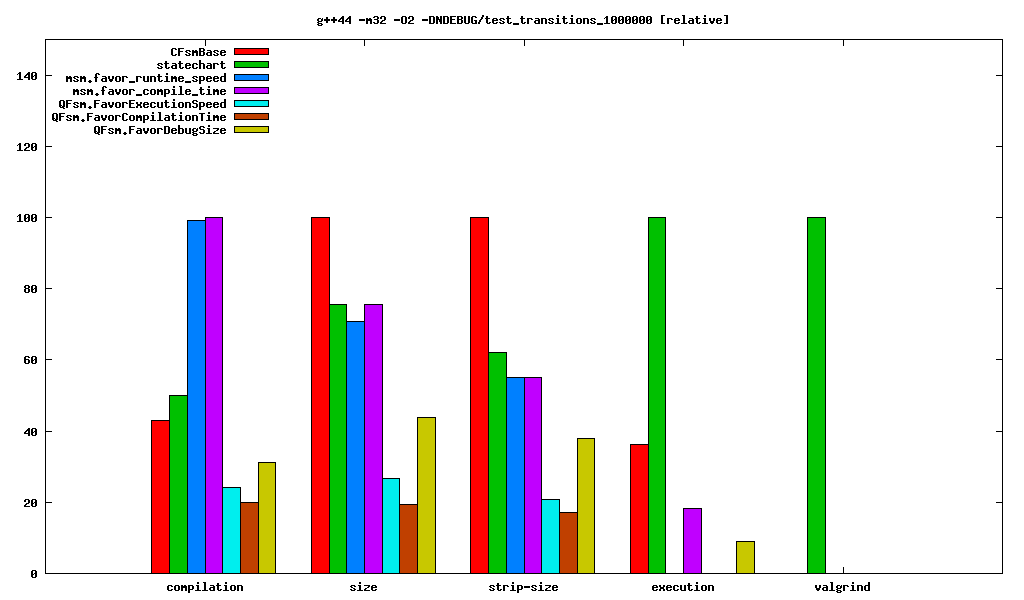 g++44 -m32 -O2 -DNDEBUG/test_transitions_1000000 [relative]
CFsmBase
statechart
msm.favor_runtime_speed
msm.favor_compile_time
QFsm.FavorExecutionSpeed
QFsm.FavorCompilationTime
QFsm.FavorDebugSize
140
120
100
80
60
40
20
0
compilation size strip-size execution valgrind